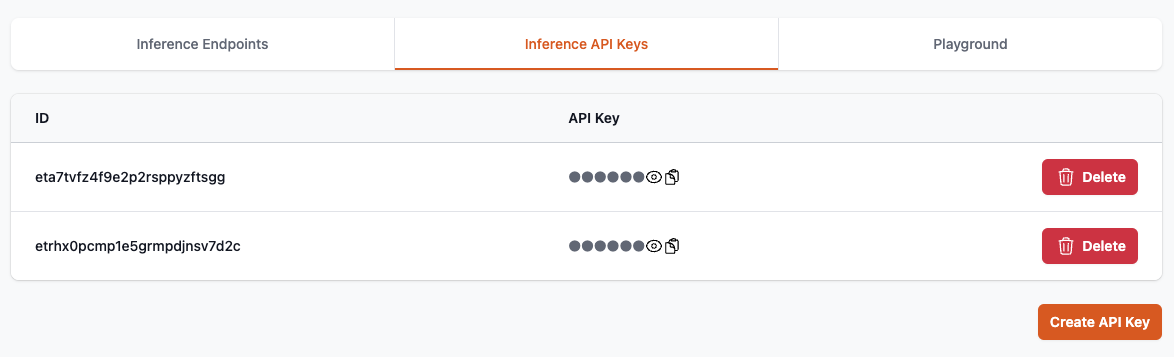 Inference Endpoints
Inference API Keys
Playground
ID
API Key
eta7tvfz4f9e2p2rsppyzftsgg
Delete
etrhx0pcmp1e5grmpdjnsv7d2c
Delete
Create API Key